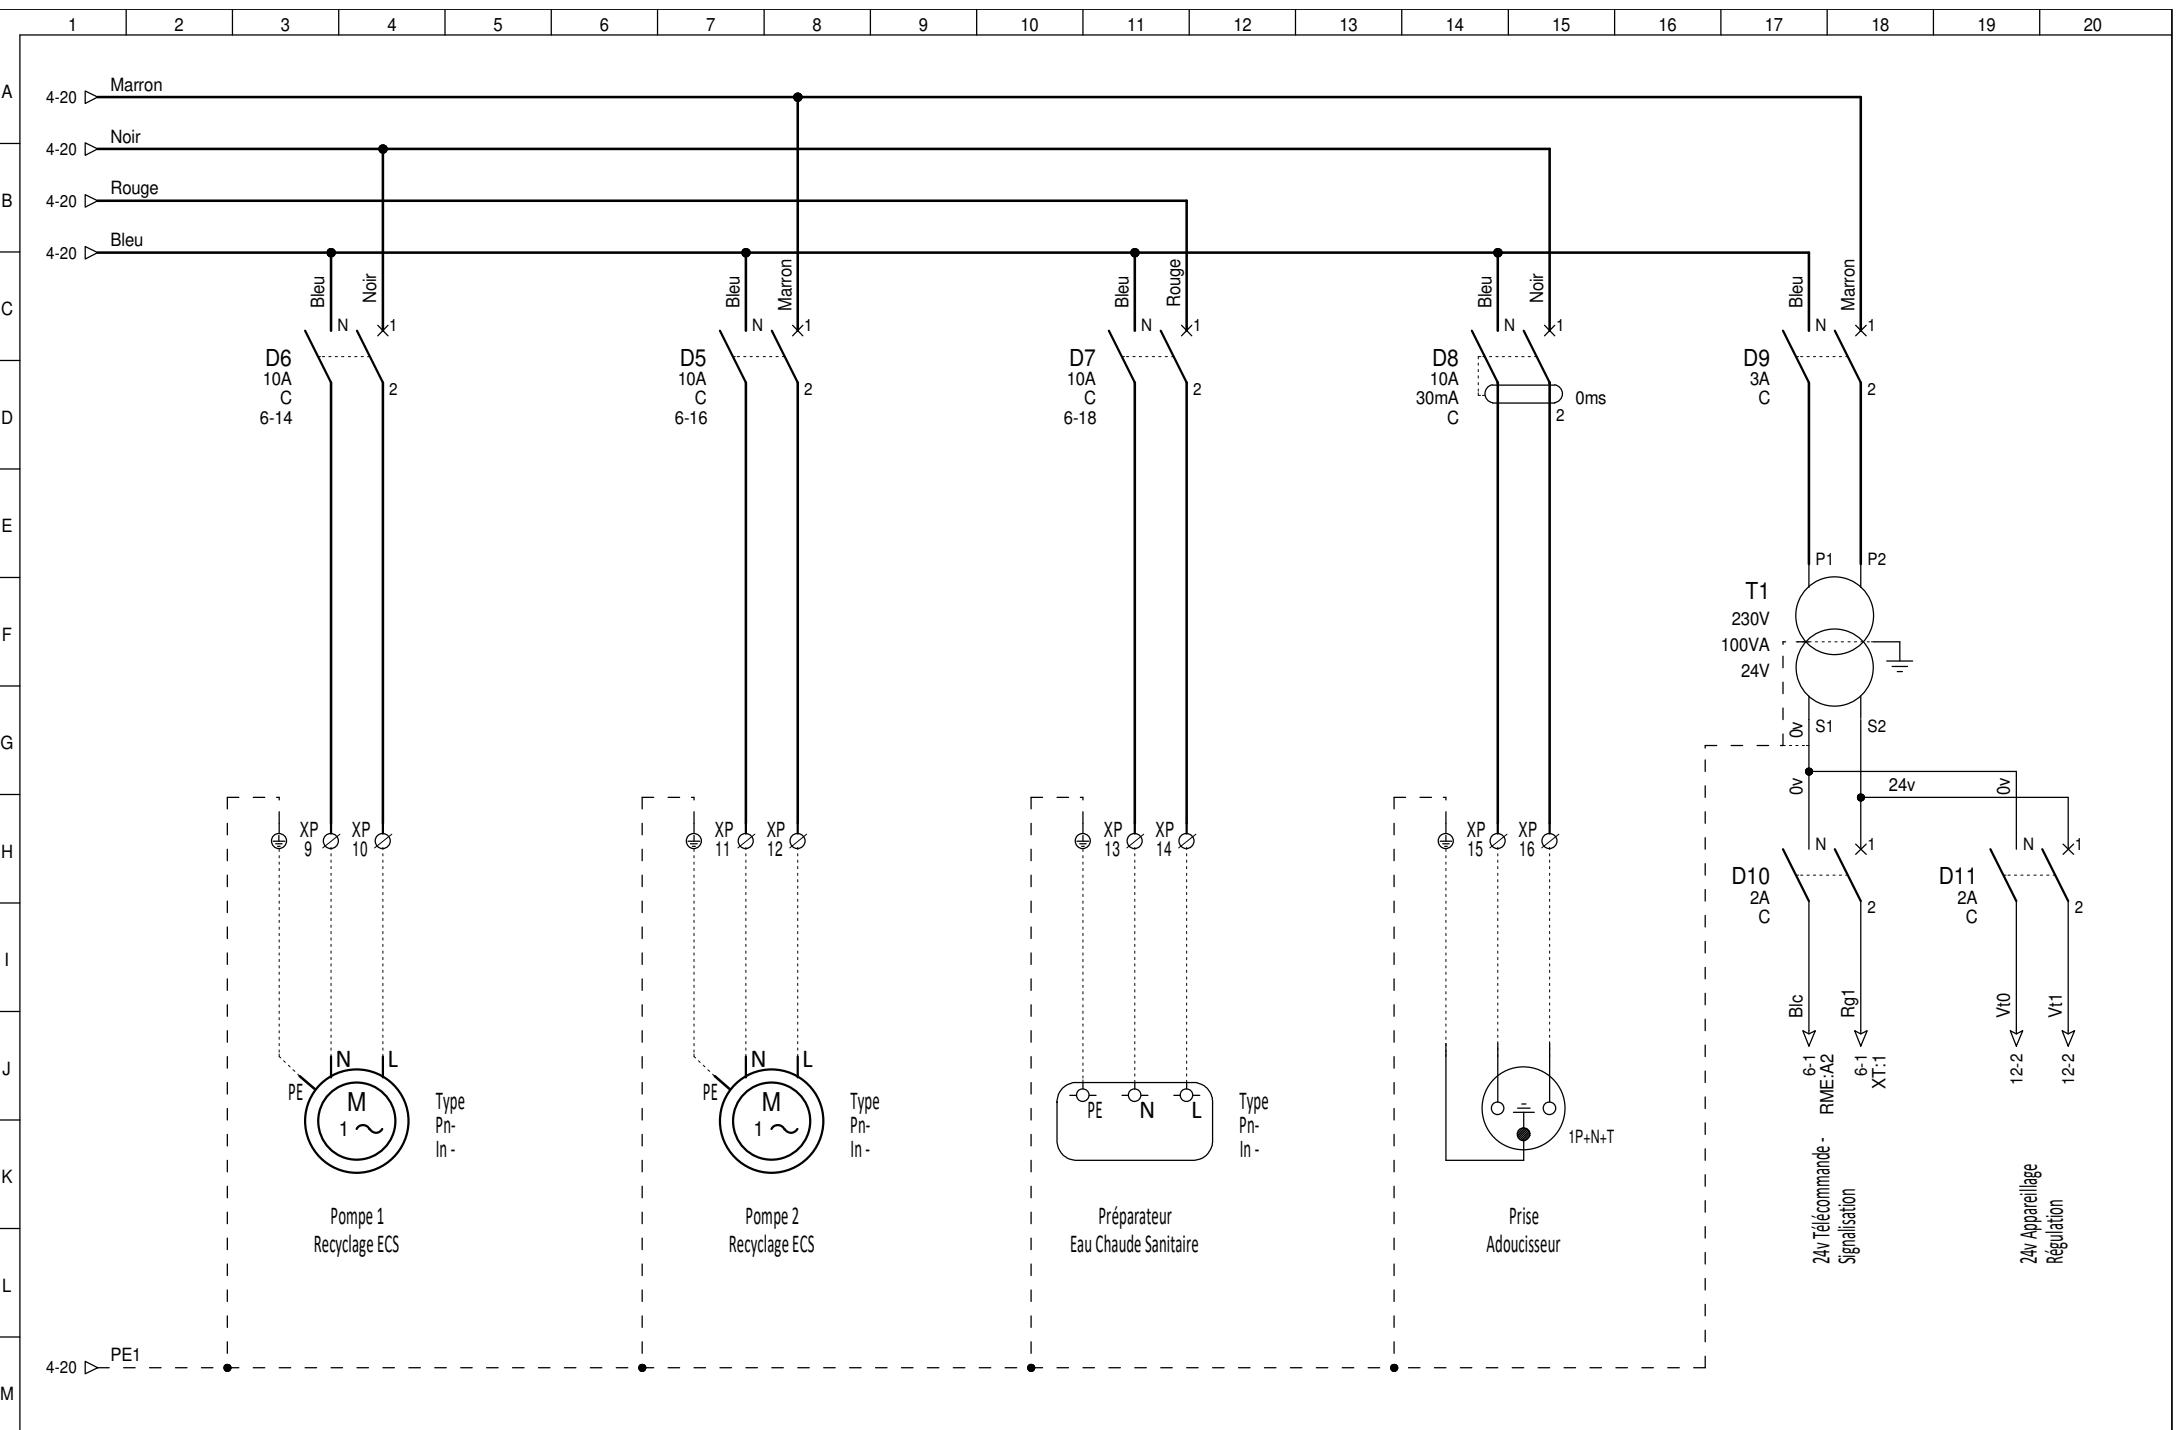 1 2 3 4 5 6 7 8 9 10 11 12 13 14 15 16 17 18 19 20
A
4-20 Marron
4-20 Noir
B
4-20 Rouge
4-20 Bleu
C
Bleu Noir Bleu Marron Bleu Rouge Bleu Noir Bleu Marron
N 1 N 1 N 1 N 1 N 1
D6 D5 D7 D8 D9
10A 10A 10A 10A 3A
2 2 2 2
C C C 30mA 0ms C
D
6-14 6-16 6-18 C 2
E
P1 P2
T1
230V
F
100VA
24V
G
0v S1 S2
0v 24v 0v
XP XP XP XP XP XP XP XP
9 10 11 12 13 14 15 16
H
N 1 N 1
D10 D11
2A 2A
C 2 C 2
I
Blc Rg1 Vt0 Vt1
J
N L N L
6-1 6-1 12-2 12-2
RME:A2 XT:1
PE PE PE N L
M M
1 1
Type Type Type
Pn- Pn- Pn-
In - In - In -
1P+N+T
K
Pompe 1
Recyclage ECS
Pompe 2
Recyclage ECS
Préparateur
Eau Chaude Sanitaire
Prise
Adoucisseur
24v Télécommande -
Signalisation
24v Appareillage
Régulation
L
4-20 PE1
M